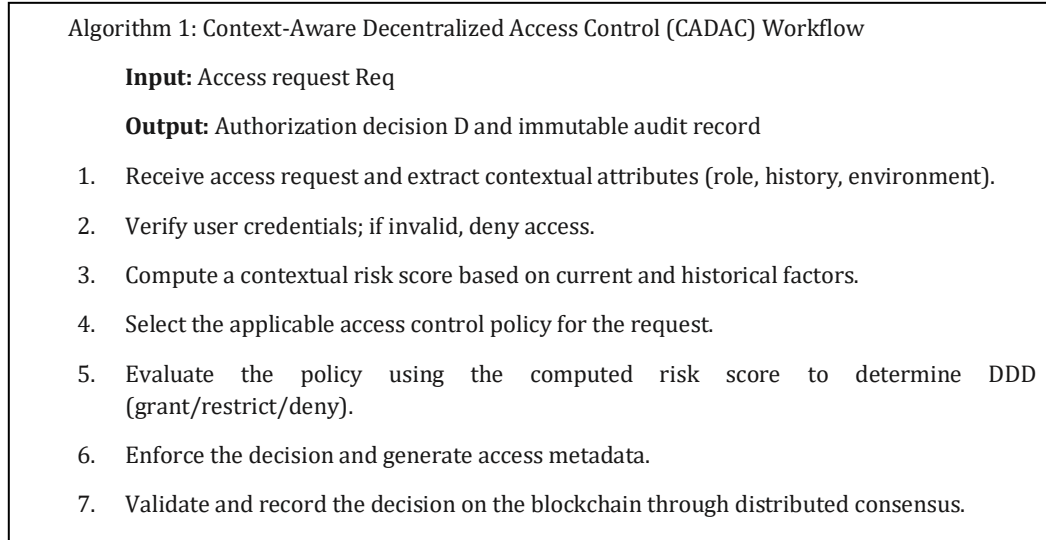 Algorithm 1: Context-Aware Decentralized Access Control (CADAC) Workflow
Input: Access request Req
Output: Authorization decision D and immutable audit record
1. Receive access request and extract contextual attributes (role, history, environment).
2. Verify user credentials; if invalid, deny access.
3. Compute a contextual risk score based on current and historical factors.
4. Select the applicable access control policy for the request.
5. Evaluate the policy using the computed risk score to determine DDD
(grant/restrict/deny).
6. Enforce the decision and generate access metadata.
7. Validate and record the decision on the blockchain through distributed consensus.